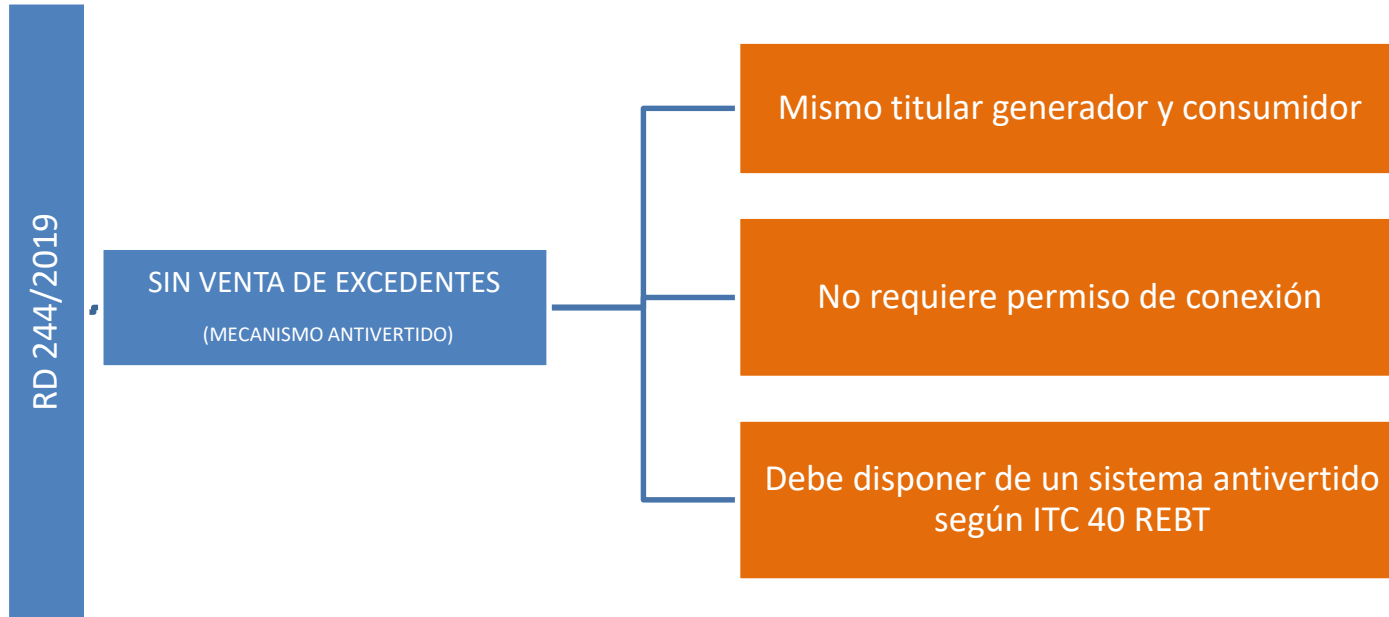 RD 244/2019
SIN VENTA DE EXCEDENTES
(MECANISMO ANTIVERTIDO)
Mismo titular generador y consumidor
No requiere permiso de conexión
Debe disponer de un sistema antivertido
según ITC 40 REBT